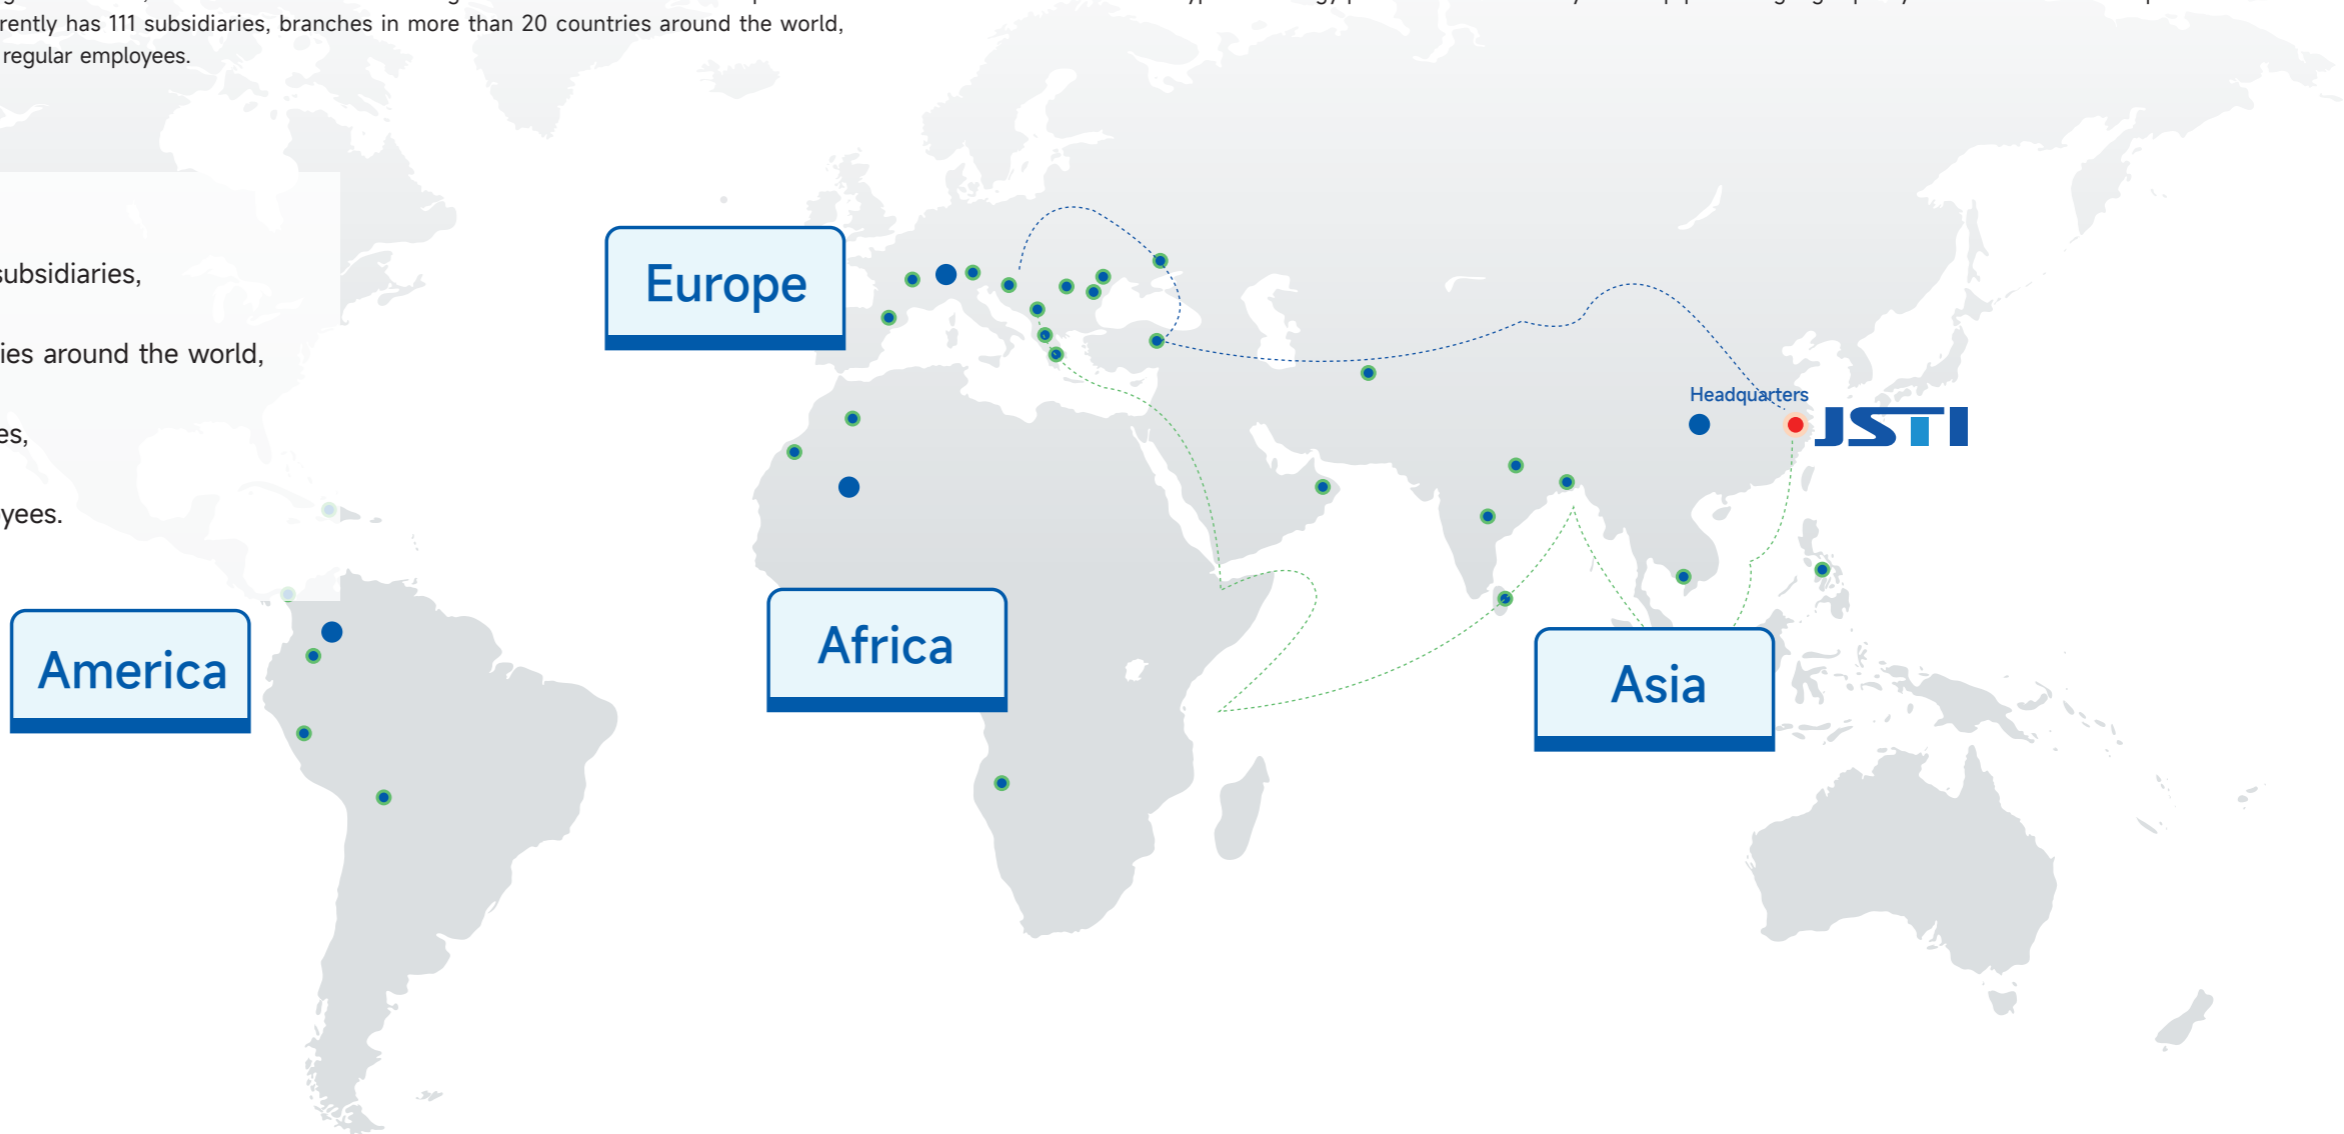 rently has 111 subsidiaries, branches in more than 20 countries around the world,
regular employees.
subsidiaries,
ies around the world,
es,
yees.
Europe
Headquarters
JSTI
Africa
America
Asia